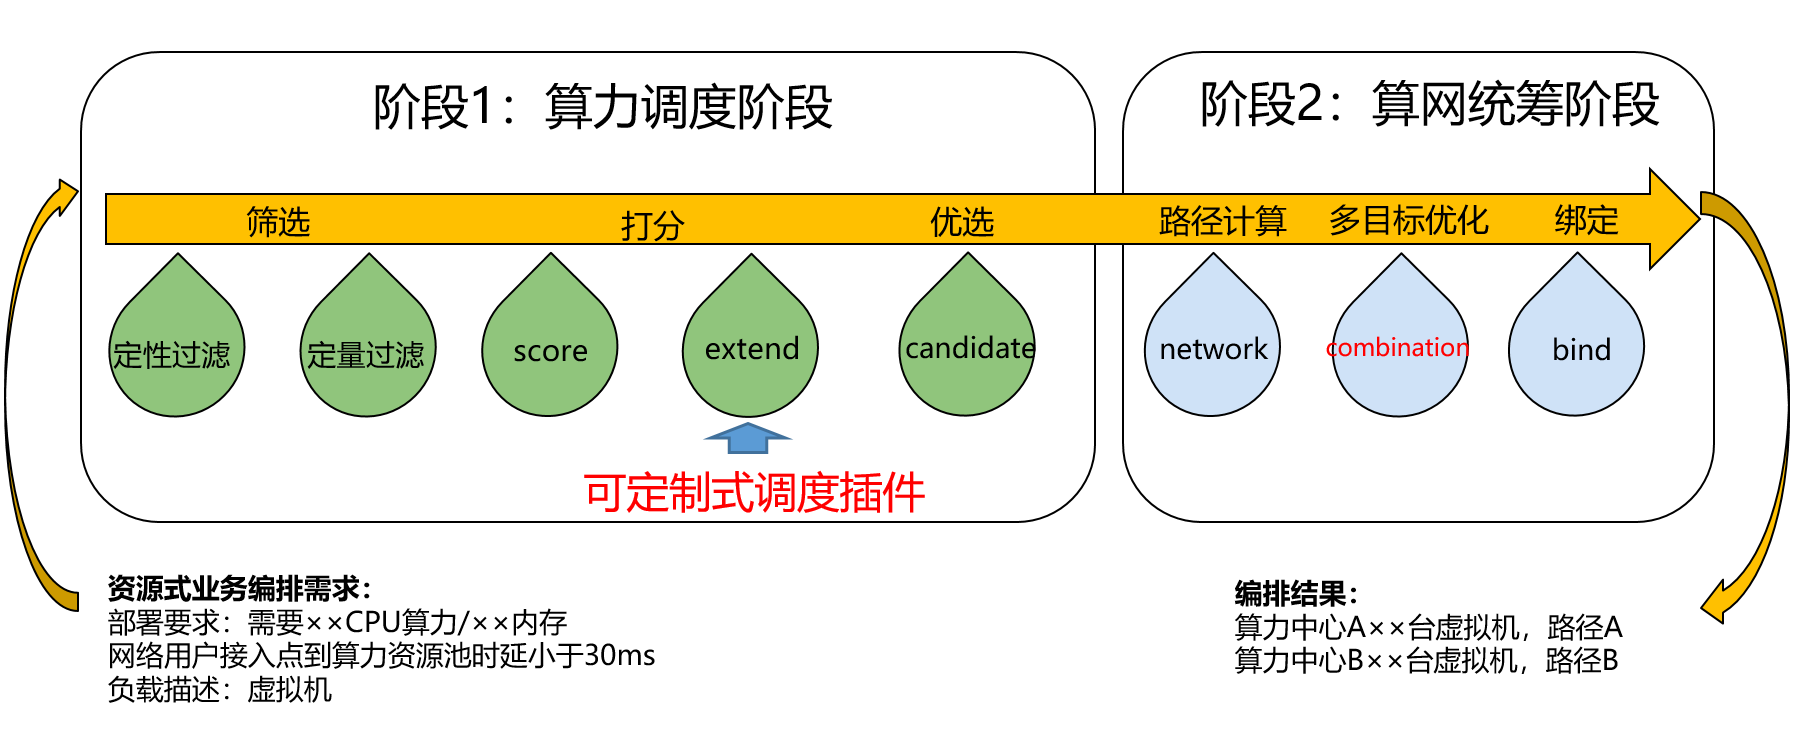 阶段1：算力调度阶段
阶段2：算网统筹阶段
筛选
打分
优选
路径计算
多目标优化
绑定
定性过滤
定量过滤
score
extend
candidate
network
combination
bind
可定制式调度插件
资源式业务编排需求：
部署要求：需要××CPU算力/××内存
网络用户接入点到算力资源池时延小于30ms
负载描述：虚拟机
编排结果：
算力中心A××台虚拟机，路径A
算力中心B××台虚拟机，路径B